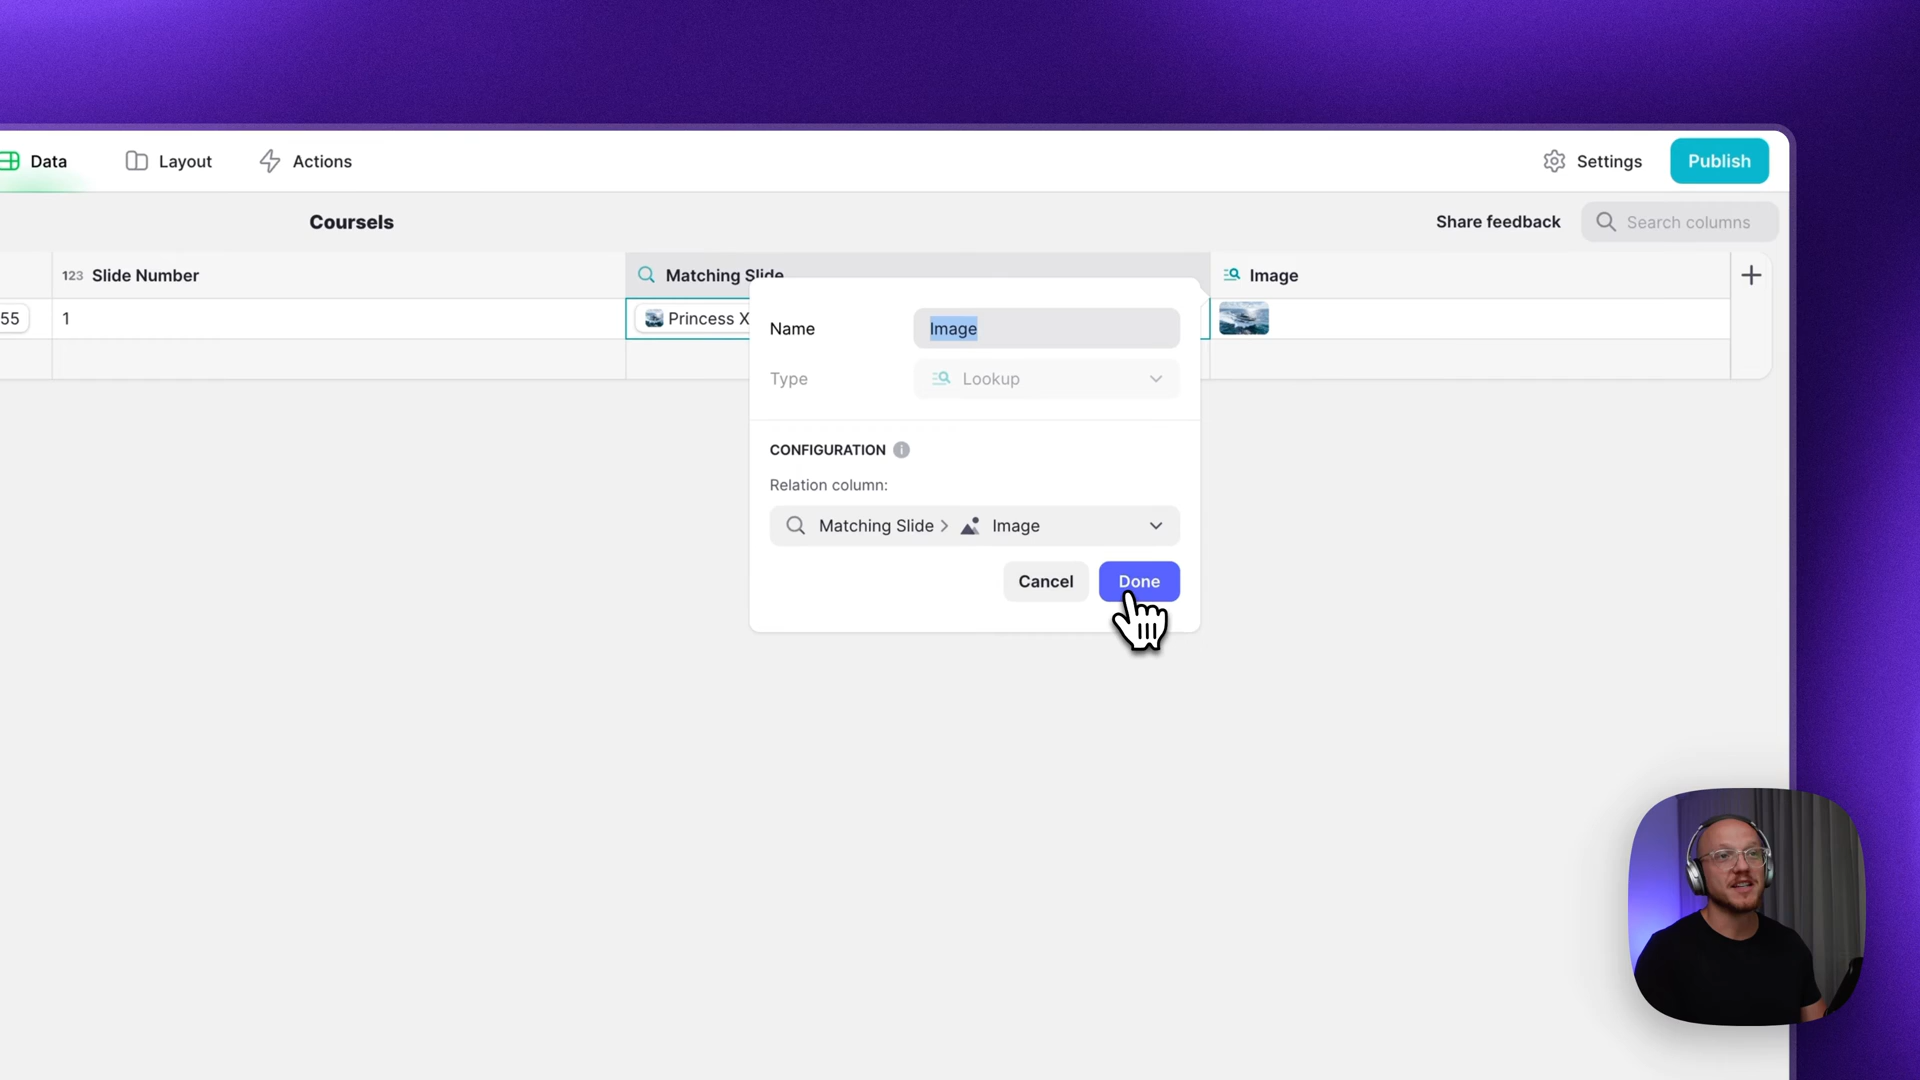 Data Layout Actions Settings Publish
Coursels Share feedback Search columns
123 Slide Number Matching Slide Image
55 1 Princess X
Name Image
Type Lookup
CONFIGURATION i
Relation column:
Matching Slide > Image
Cancel Done